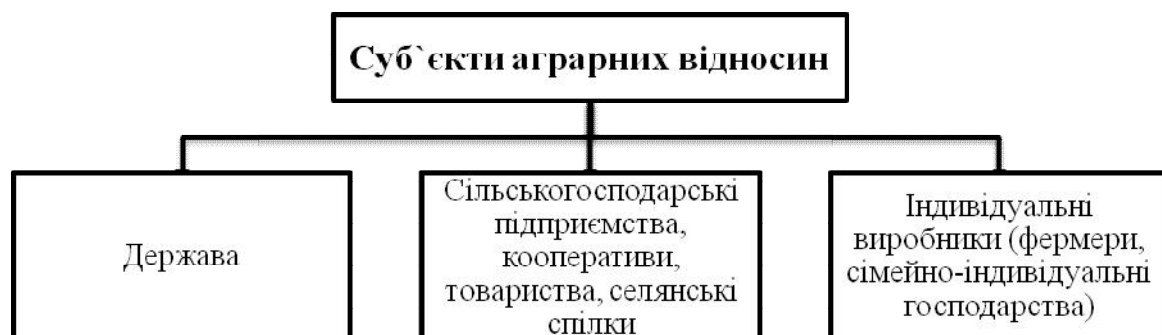 Суб`єкти аграрних відносин
Держава
Сільськогосподарські
підприємства,
кооперативи,
товариства, селянські
спілки
Індивідуальні
виробники (фермери,
сімейно-індивідуальні
господарства)